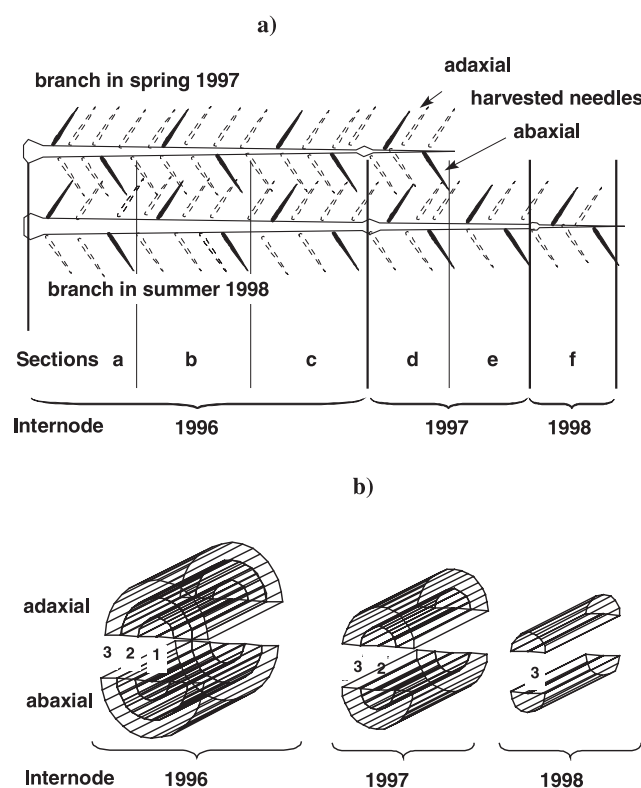 a)
branch in spring 1997
adaxial
harvested needles
abaxial
branch in summer 1998
Sections a b c d e f
Internode 1996 1997 1998
b)
adaxial
3 2 1 3 2 3
abaxial
Internode 1996 1997 1998